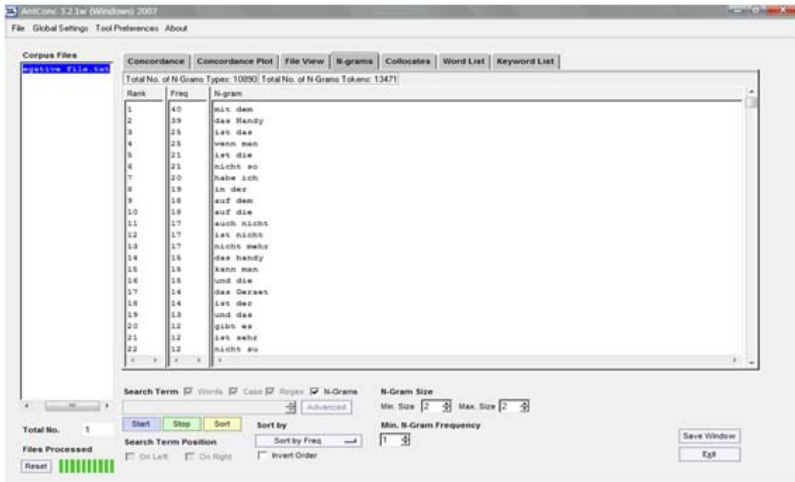 AntConc 3.2.1w (Windows) 2007
File Global Settings Tool Preferences About
Corpus Files
egative file.txt
Concordance Concordance Plot File View N-grams Collocates Word List Keyword List
Total No. of N-Grams Types: 10890 Total No. of N-Grams Tokens: 13471
Rank Freq N-gram
1 40 mit dem
2 39 das Handy
3 25 ist das
4 25 wenn man
5 21 ist die
6 21 nicht so
7 20 habe ich
8 19 in der
9 18 auf dem
10 18 auf die
11 17 auch nicht
12 17 ist nicht
13 17 nicht mehr
14 15 das handy
15 15 kann man
16 15 und die
17 14 das Geraet
18 14 ist der
19 13 und das
20 12 gibt es
21 12 ist sehr
22 12 nicht zu
Search Term Words Case Regex N-Grams
N-Gram Size
Advanced
Min. Size 2 Max. Size 2
Start Stop Sort
Sort by
Min. N-Gram Frequency
Total No. 1
Search Term Position
Sort by Freq
1
Save Window
Files Processed
On Left On Right
Invert Order
Exit
Reset